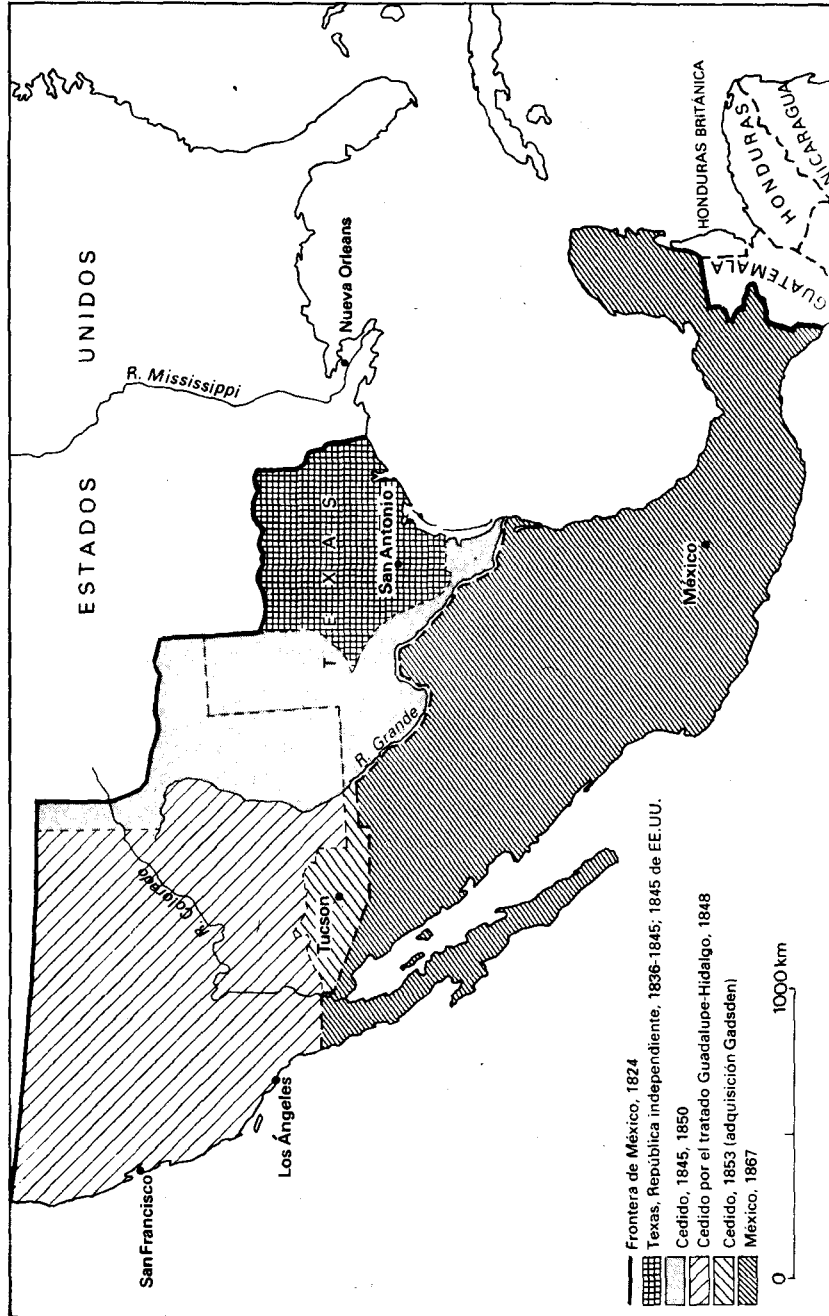 ESTADOS UNIDOS
R. Mississippi
Nueva Orleans
TEXAS
San Antonio
R. Colorado
R. Grande
San Francisco
Los Ángeles
Tucson
México
HONDURAS BRITÁNICA
GUATEMALA
HONDURAS
NICARAGUA
Frontera de México, 1824
Texas, República independiente, 1836-1845; 1845 de EE.UU.
Cedido, 1845, 1850
Cedido por el tratado Guadalupe-Hidalgo, 1848
Cedido, 1853 (adquisición Gadsden)
México, 1867
0 1000 km